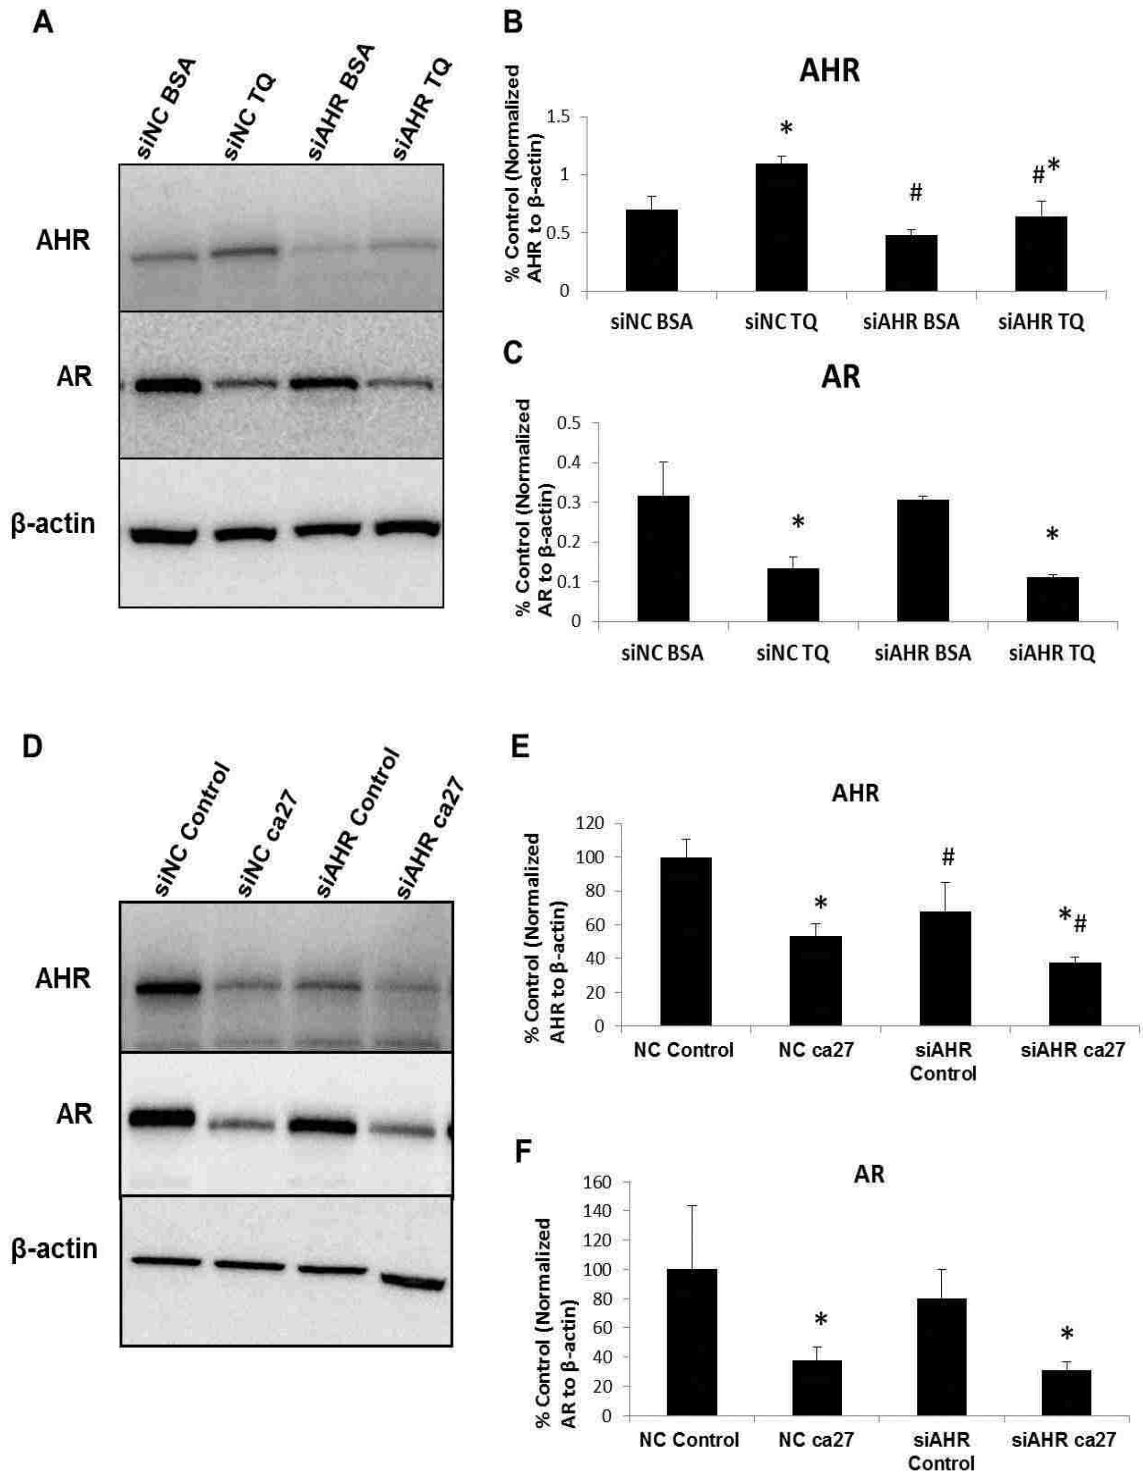 A
siNC BSA
siNC TQ
siAHR BSA
siAHR TQ
AHR
AR
β-actin
B
AHR
% Control (Normalized
AHR to β-actin)
1.5
1
0.5
0
*
#
#*
siNC BSA
siNC TQ
siAHR BSA
siAHR TQ
C
AR
% Control (Normalized
AR to β-actin)
0.5
0.4
0.3
0.2
0.1
0
*
*
siNC BSA
siNC TQ
siAHR BSA
siAHR TQ
D
siNC Control
siNC ca27
siAHR Control
siAHR ca27
AHR
AR
β-actin
E
AHR
% Control (Normalized
AHR to β-actin)
120
100
80
60
40
20
0
*
#
*#
NC Control
NC ca27
siAHR
Control
siAHR ca27
F
AR
% Control (Normalized
AR to β-actin)
160
140
120
100
80
60
40
20
0
*
*
NC Control
NC ca27
siAHR
Control
siAHR ca27